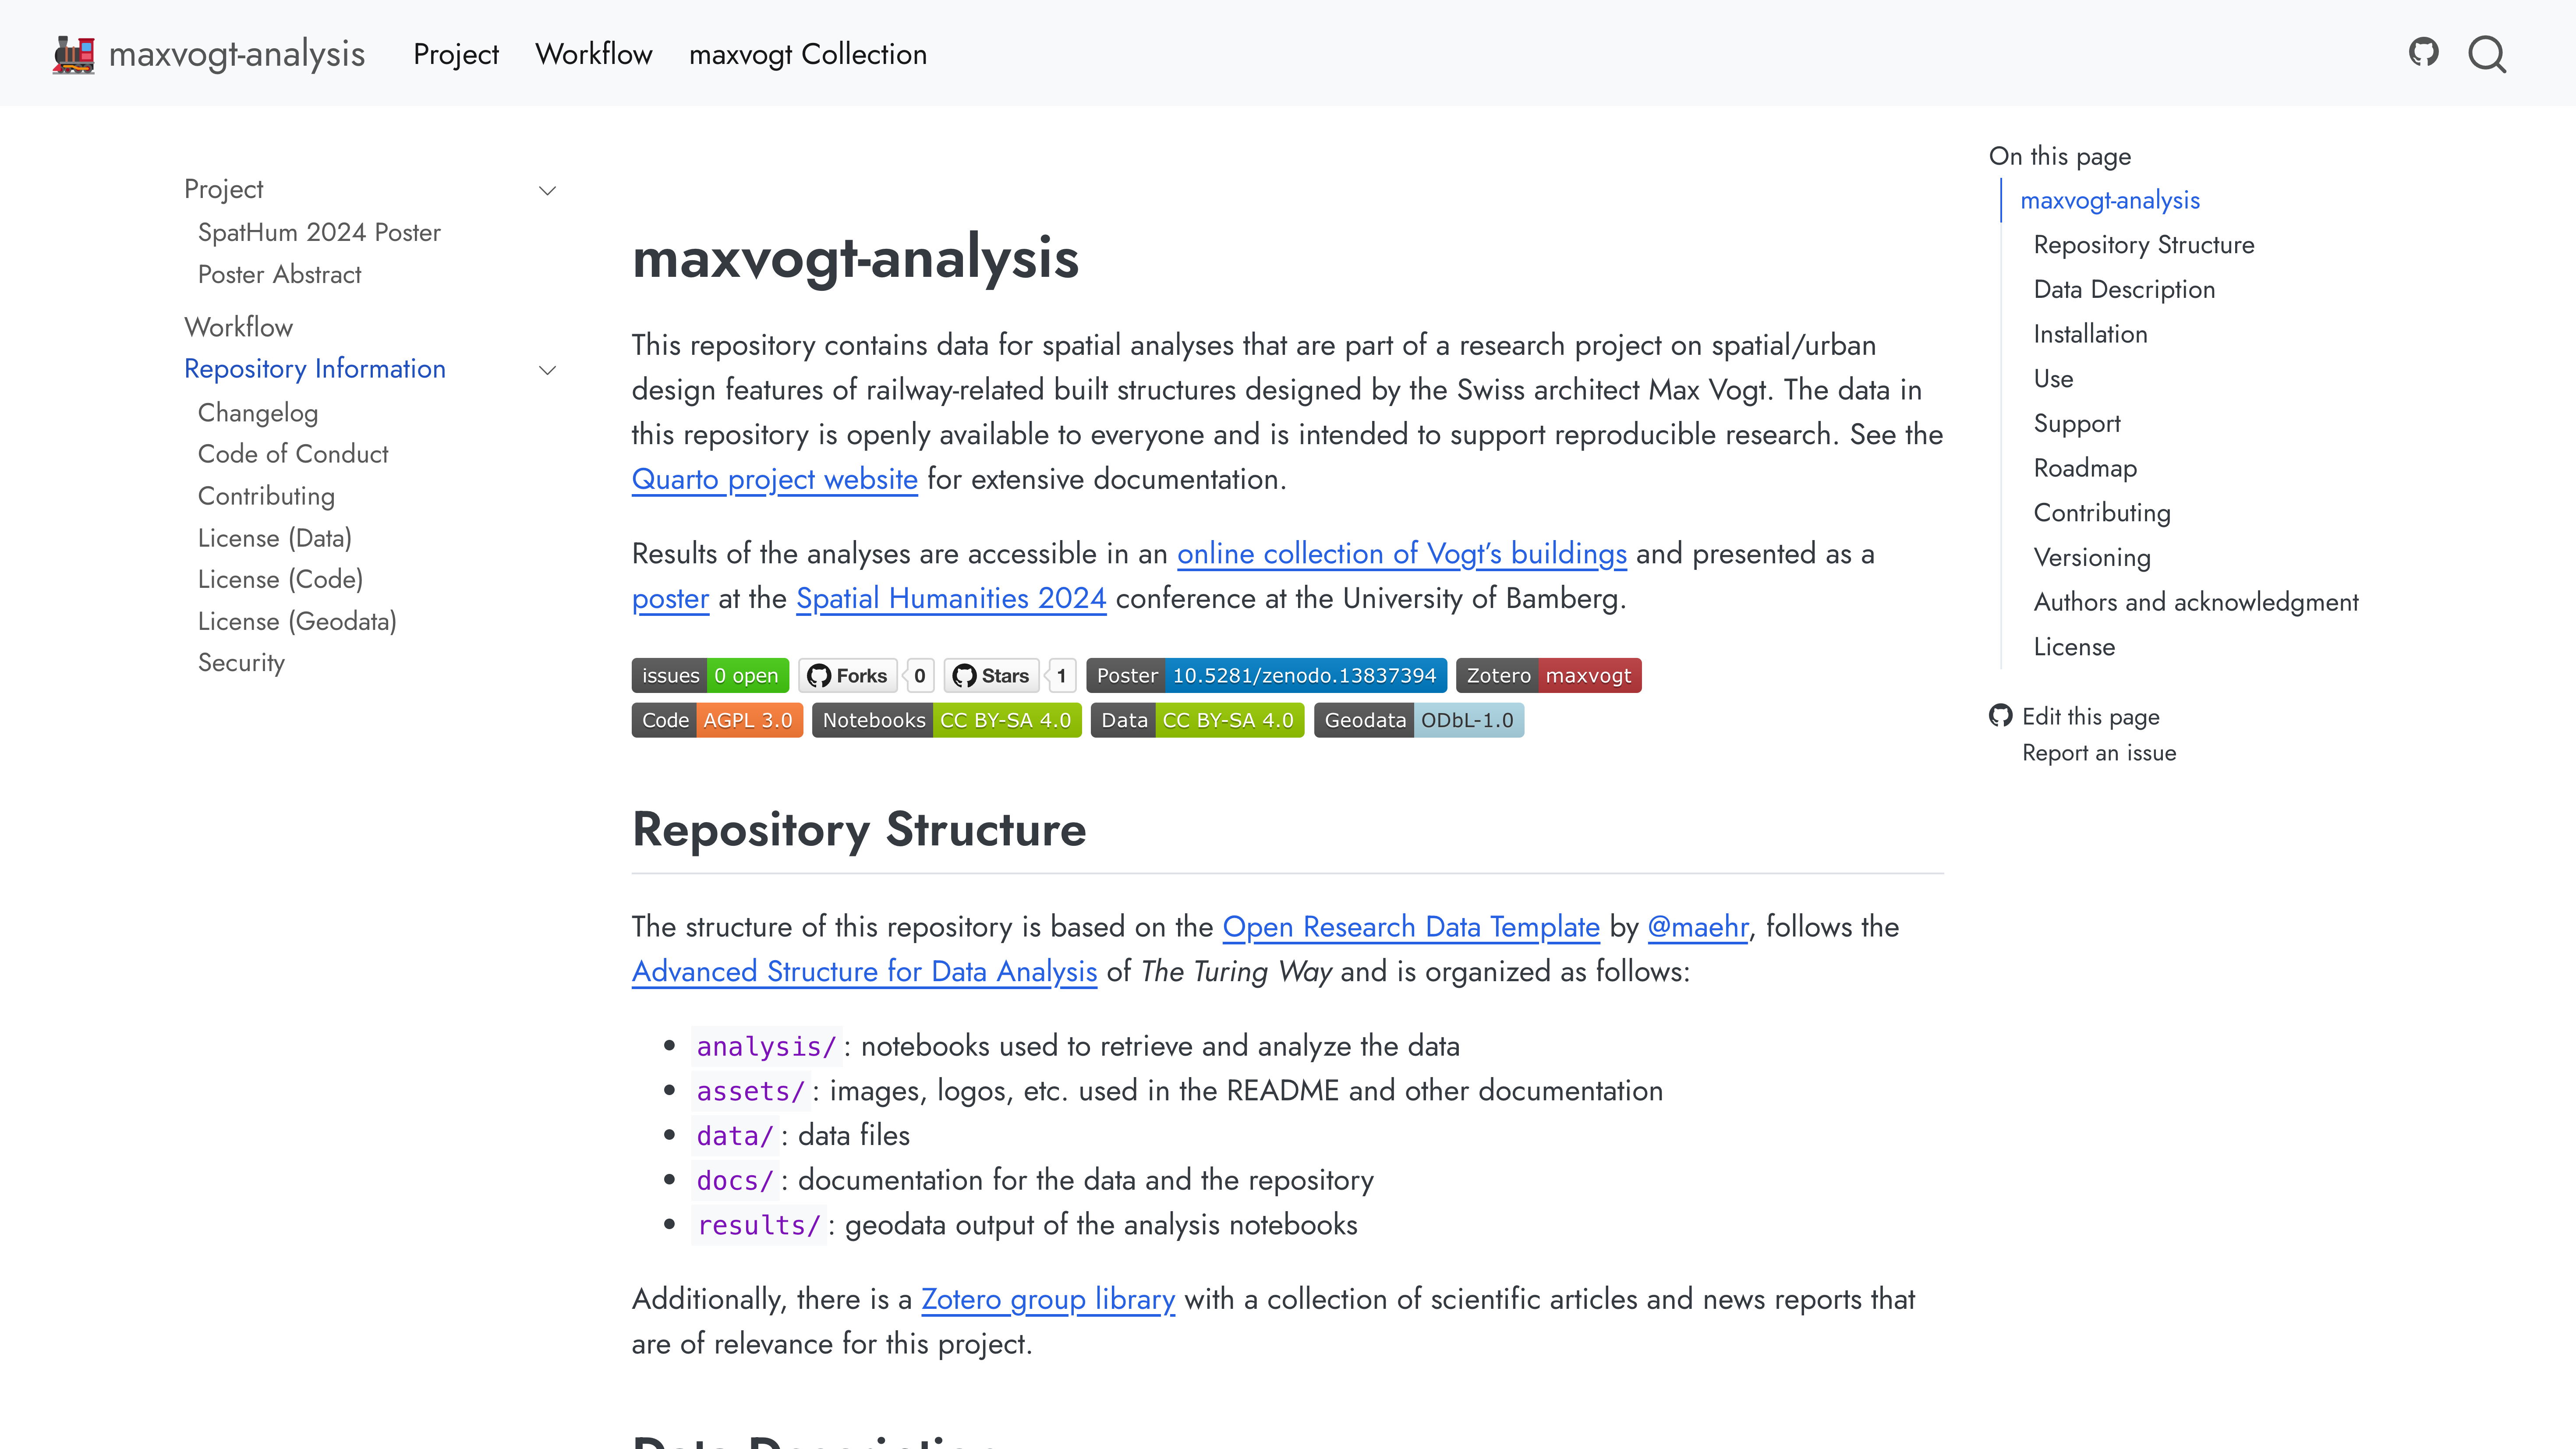 maxvogt-analysis
Project
Workflow
maxvogt Collection
Project
SpatHum 2024 Poster
Poster Abstract
Workflow
Repository Information
Changelog
Code of Conduct
Contributing
License (Data)
License (Code)
License (Geodata)
Security
maxvogt-analysis
This repository contains data for spatial analyses that are part of a research project on spatial/urban
design features of railway-related built structures designed by the Swiss architect Max Vogt. The data in
this repository is openly available to everyone and is intended to support reproducible research. See the
Quarto project website for extensive documentation.
Results of the analyses are accessible in an online collection of Vogt’s buildings and presented as a
poster at the Spatial Humanities 2024 conference at the University of Bamberg.
issues 0 open Forks 0 Stars 1 Poster 10.5281/zenodo.13837394 Zotero maxvogt
Code AGPL 3.0 Notebooks CC BY-SA 4.0 Data CC BY-SA 4.0 Geodata ODbL-1.0
Repository Structure
The structure of this repository is based on the Open Research Data Template by @maehr, follows the
Advanced Structure for Data Analysis of The Turing Way and is organized as follows:
• analysis/: notebooks used to retrieve and analyze the data
• assets/: images, logos, etc. used in the README and other documentation
• data/: data files
• docs/: documentation for the data and the repository
• results/: geodata output of the analysis notebooks
Additionally, there is a Zotero group library with a collection of scientific articles and news reports that
are of relevance for this project.
Data Description
On this page
maxvogt-analysis
Repository Structure
Data Description
Installation
Use
Support
Roadmap
Contributing
Versioning
Authors and acknowledgment
License
Edit this page
Report an issue